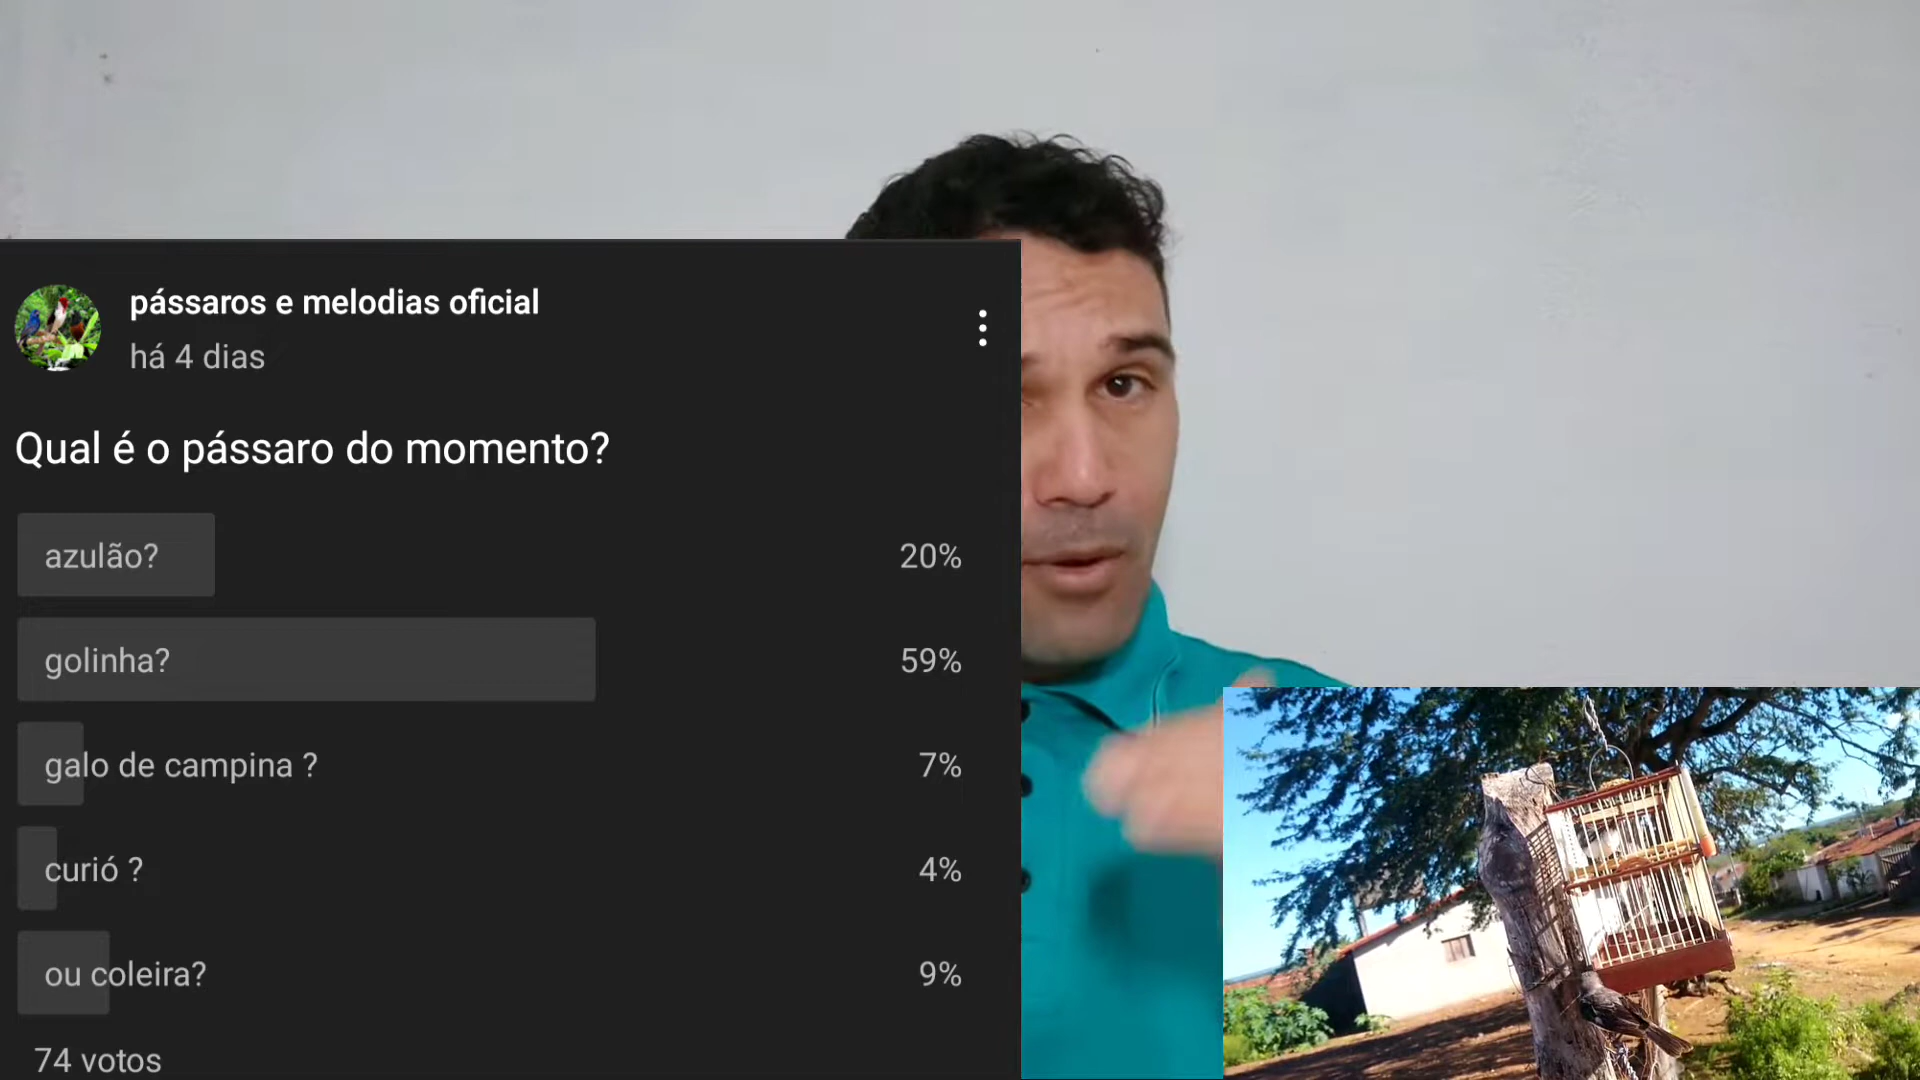 pássaros e melodias oficial
há 4 dias
Qual é o pássaro do momento?
azulão? 20%
golinha? 59%
galo de campina ? 7%
curió ? 4%
ou coleira? 9%
74 votos